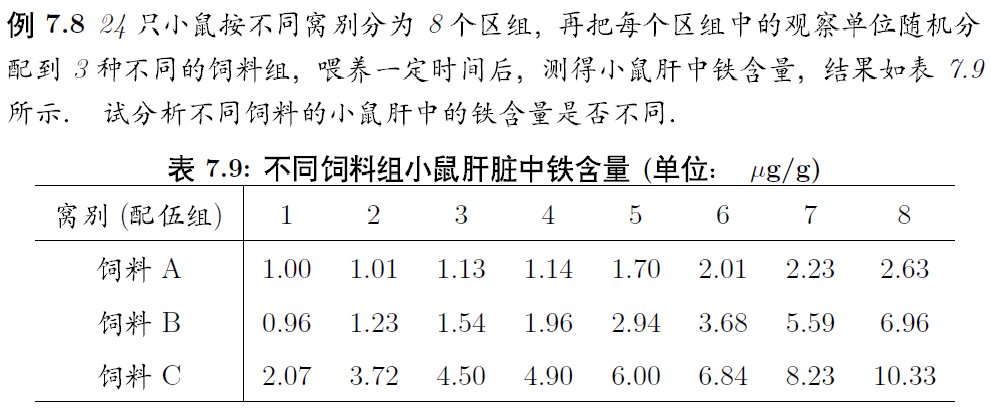 例 7.8 24 只小鼠按不同窝别分为 8 个区组，再把每个区组中的观察单位随机分
配到 3 种不同的饲料组，喂养一定时间后，测得小鼠肝中铁含量，结果如表 7.9
所示． 试分析不同饲料的小鼠肝中的铁含量是否不同．
表 7.9: 不同饲料组小鼠肝脏中铁含量 (单位： μg/g)
窝别 (配伍组) 1 2 3 4 5 6 7 8
饲料 A 1.00 1.01 1.13 1.14 1.70 2.01 2.23 2.63
饲料 B 0.96 1.23 1.54 1.96 2.94 3.68 5.59 6.96
饲料 C 2.07 3.72 4.50 4.90 6.00 6.84 8.23 10.33